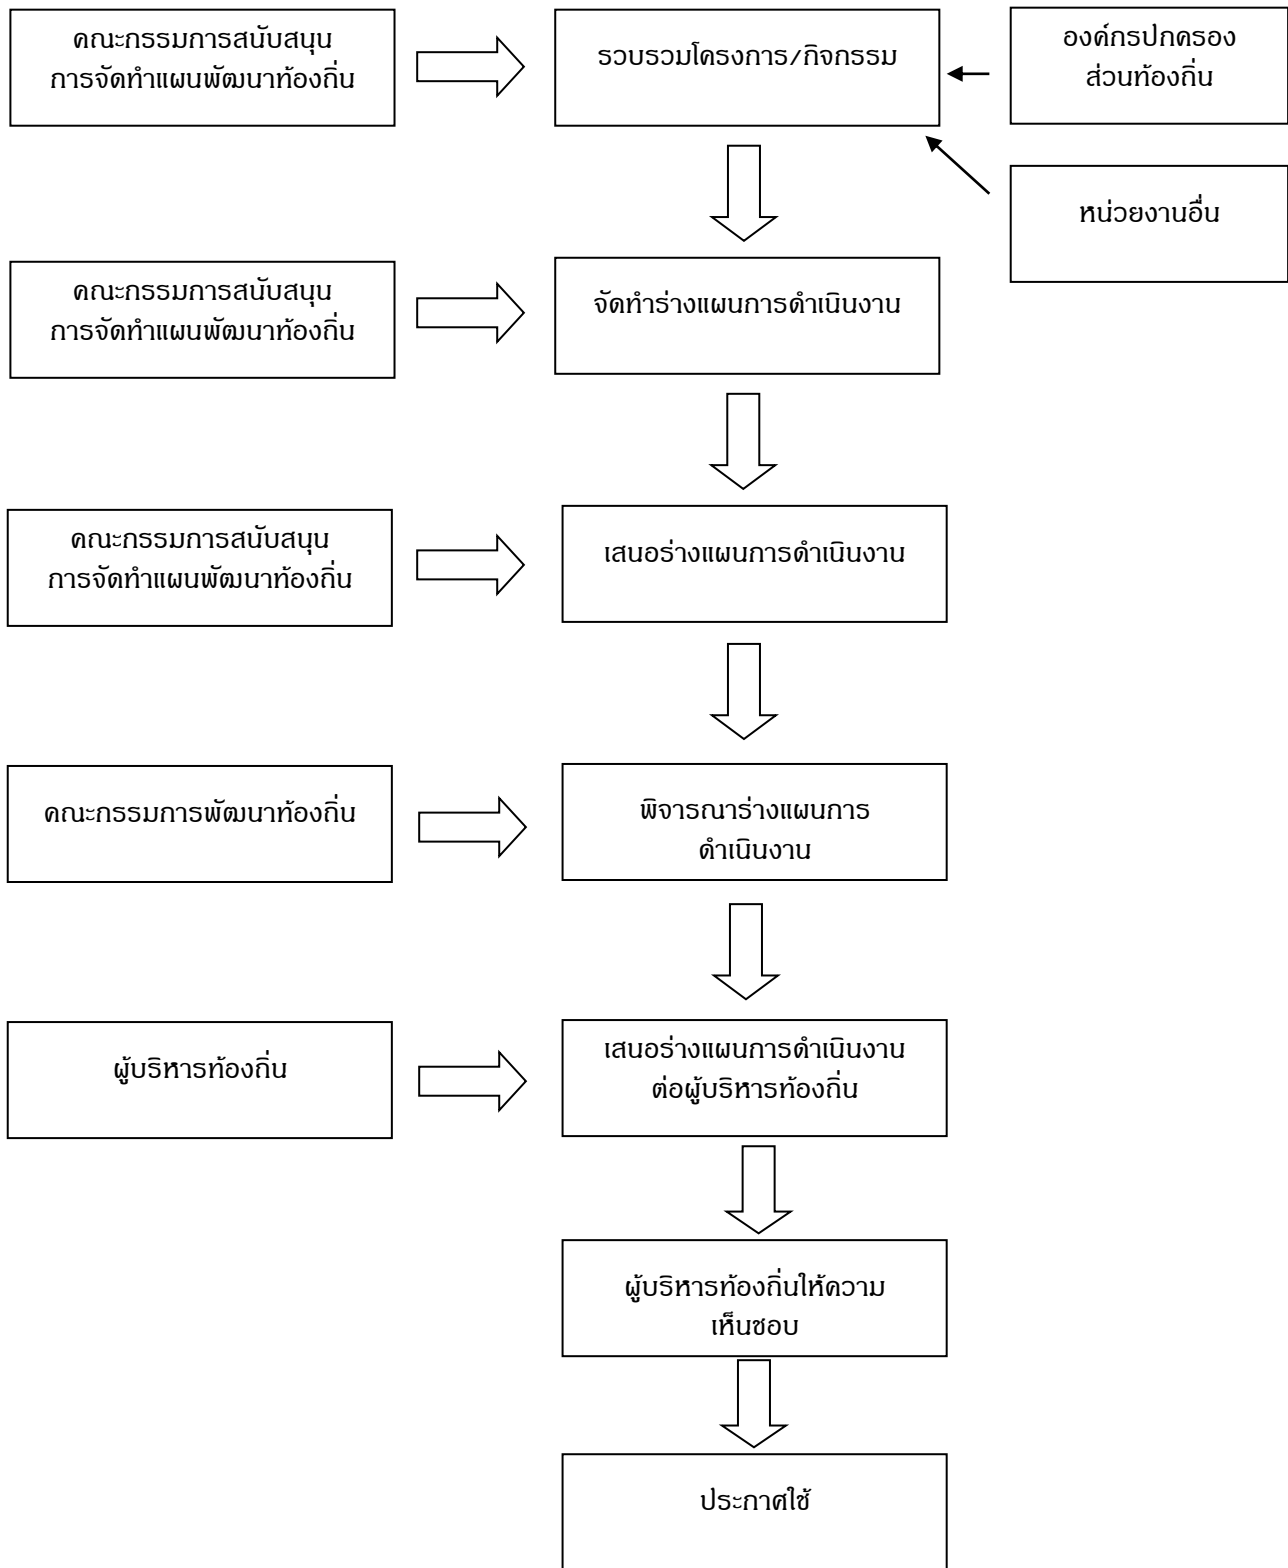 คณะกรรมการสนับสนุน
การจัดทำแผนพัฒนาท้องถิ่น
รวบรวมโครงการ/กิจกรรม
องค์กรปกครอง
ส่วนท้องถิ่น
หน่วยงานอื่น
คณะกรรมการสนับสนุน
การจัดทำแผนพัฒนาท้องถิ่น
จัดทำร่างแผนการดำเนินงาน
คณะกรรมการสนับสนุน
การจัดทำแผนพัฒนาท้องถิ่น
เสนอร่างแผนการดำเนินงาน
คณะกรรมการพัฒนาท้องถิ่น
พิจารณาร่างแผนการ
ดำเนินงาน
ผู้บริหารท้องถิ่น
เสนอร่างแผนการดำเนินงาน
ต่อผู้บริหารท้องถิ่น
ผู้บริหารท้องถิ่นให้ความ
เห็นชอบ
ประกาศใช้